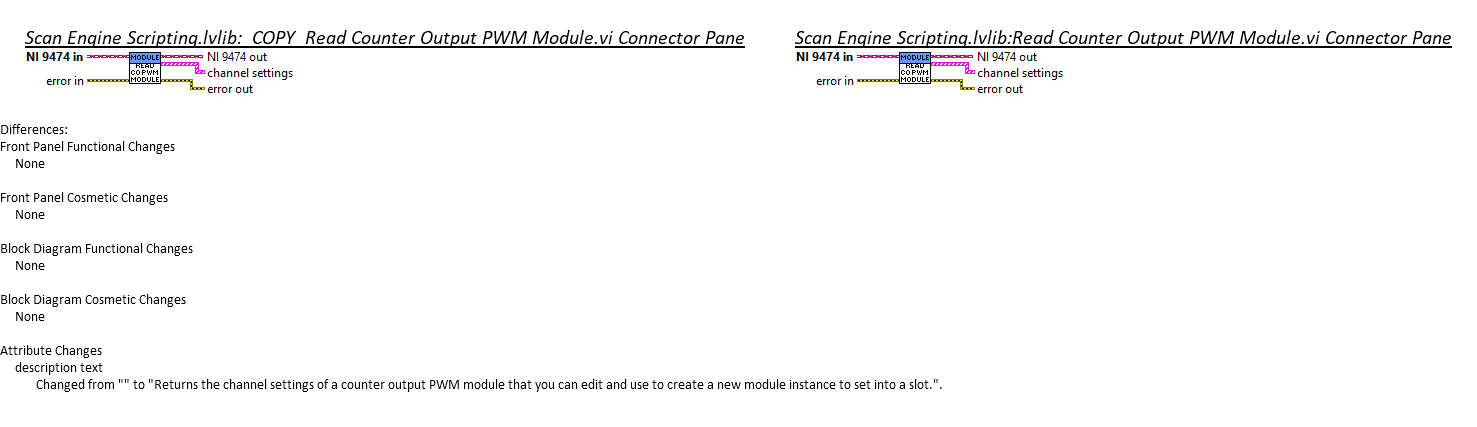 Scan Engine Scripting.lvlib:  COPY  Read Counter Output PWM Module.vi Connector Pane
NI 9474 in
MODULE
READ
CO PWM
MODULE
NI 9474 out
channel settings
error in
error out
Scan Engine Scripting.lvlib:Read Counter Output PWM Module.vi Connector Pane
NI 9474 in
MODULE
READ
CO PWM
MODULE
NI 9474 out
channel settings
error in
error out
Differences:
Front Panel Functional Changes
None
Front Panel Cosmetic Changes
None
Block Diagram Functional Changes
None
Block Diagram Cosmetic Changes
None
Attribute Changes
description text
Changed from "" to "Returns the channel settings of a counter output PWM module that you can edit and use to create a new module instance to set into a slot.".